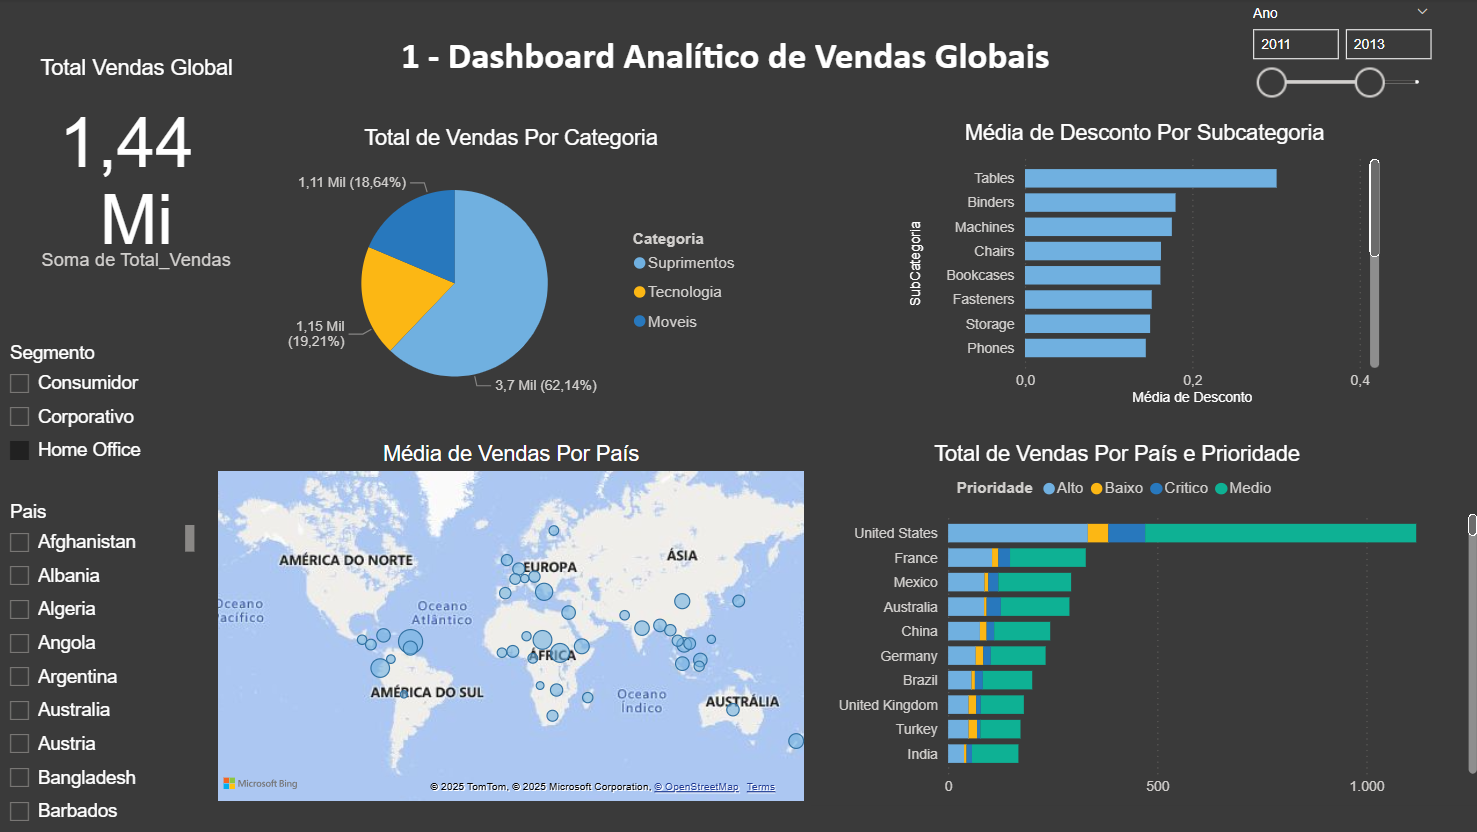 Ano
2011
2013
1 - Dashboard Analítico de Vendas Globais
Total Vendas Global
1,44
Mi
Soma de Total_Vendas
Total de Vendas Por Categoria
1,11 Mil (18,64%)
1,15 Mil
(19,21%)
3,7 Mil (62,14%)
Categoria
Suprimentos
Tecnologia
Moveis
Média de Desconto Por Subcategoria
SubCategoria
Tables
Binders
Machines
Chairs
Bookcases
Fasteners
Storage
Phones
0,0
0,2
0,4
Média de Desconto
Segmento
Consumidor
Corporativo
Home Office
Pais
Afghanistan
Albania
Algeria
Angola
Argentina
Australia
Austria
Bangladesh
Barbados
Média de Vendas Por País
AMÉRICA DO NORTE
EUROPA
ÁSIA
Oceano
Pacífico
Oceano
Atlântico
ÁFRICA
AMÉRICA DO SUL
Oceano
Índico
AUSTRÁLIA
Microsoft Bing
© 2025 TomTom, © 2025 Microsoft Corporation, © OpenStreetMap Terms
Total de Vendas Por País e Prioridade
Prioridade Alto Baixo Critico Medio
United States
France
Mexico
Australia
China
Germany
Brazil
United Kingdom
Turkey
India
0
500
1.000